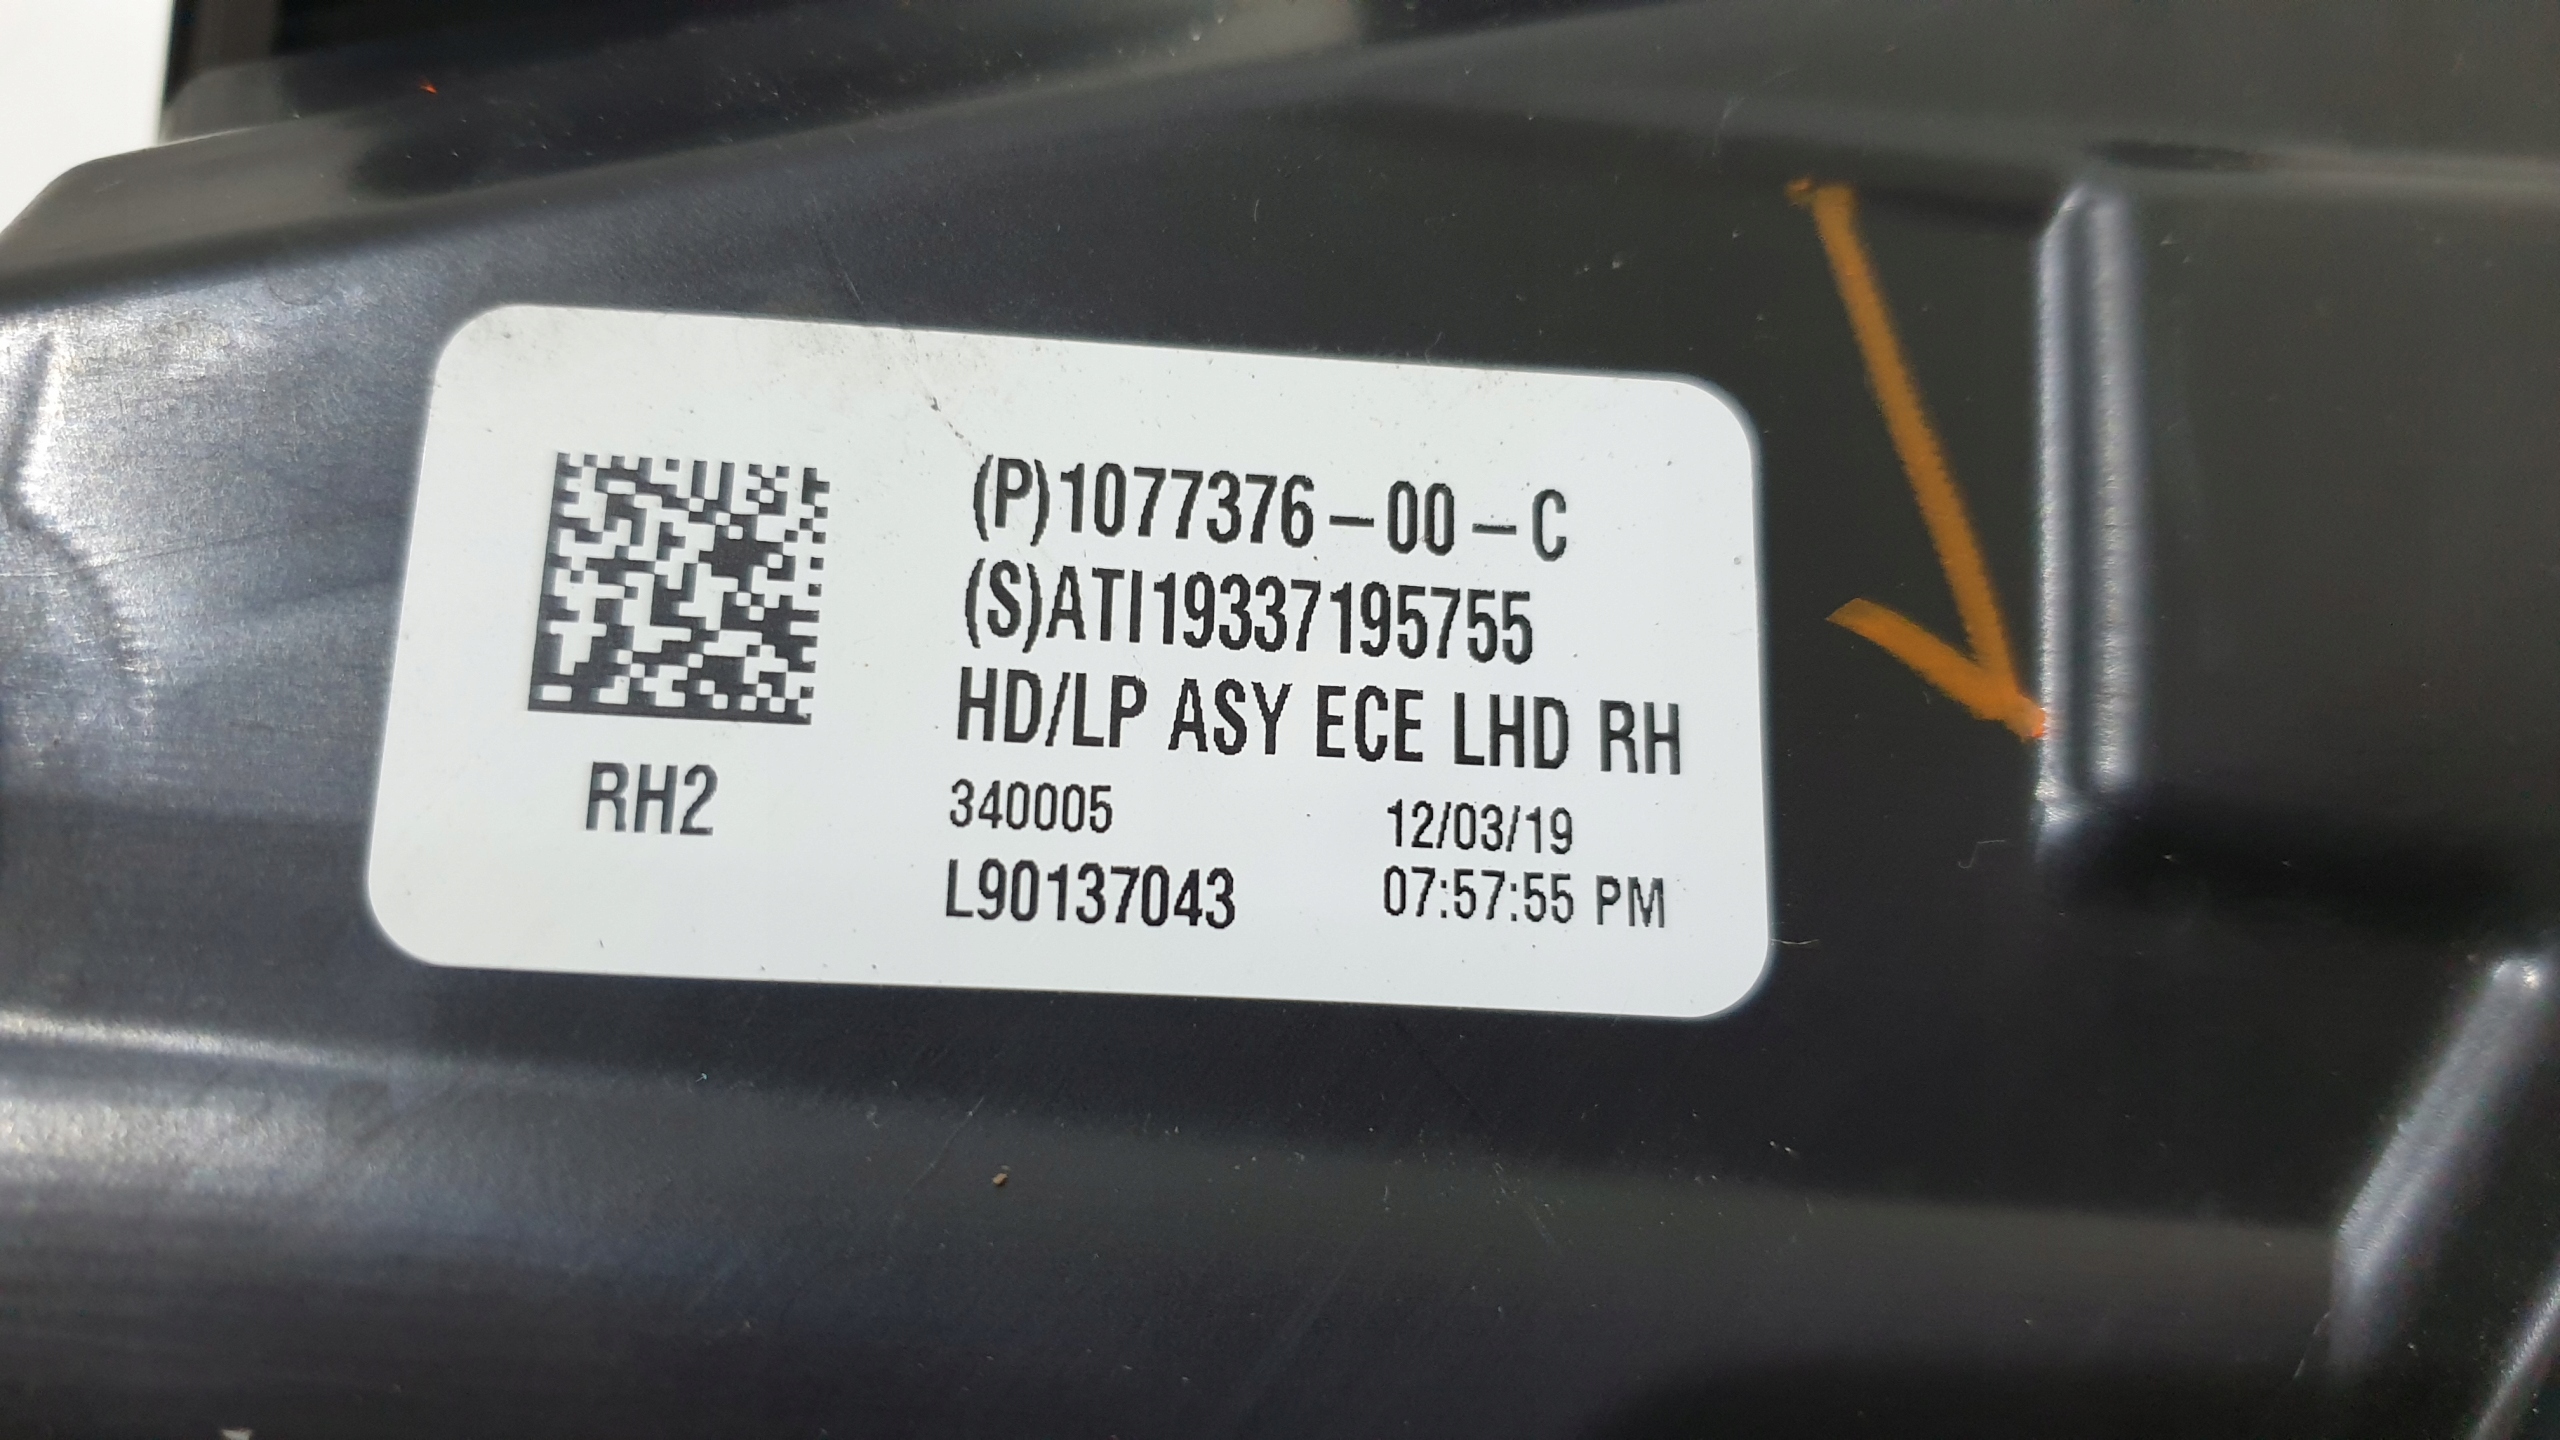 (P)1077376-00-C
(S)ATI19337195755
HD/LP ASY ECE LHD RH
RH2
340005 12/03/19
L90137043 07:57:55 PM